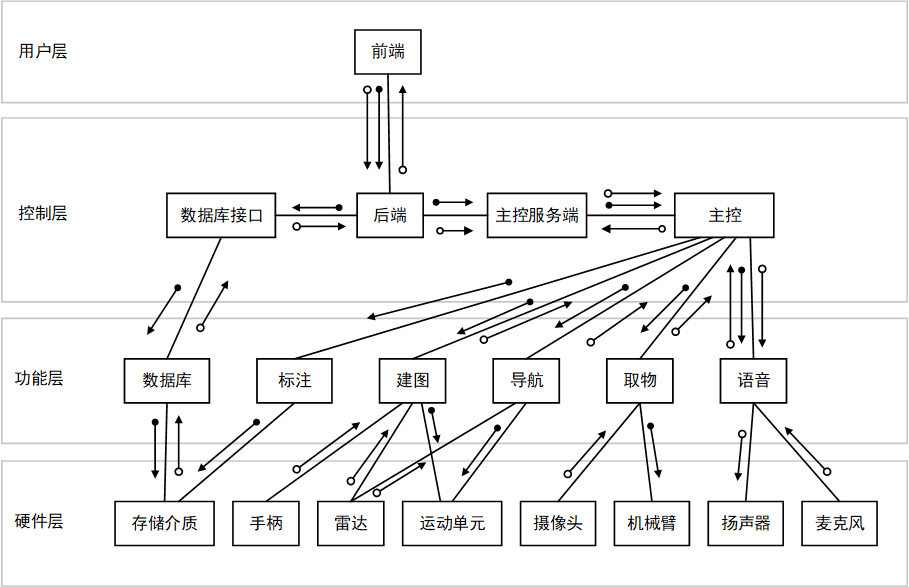 用户层
前端
控制层
数据库接口
后端
主控服务端
主控
功能层
数据库
标注
建图
导航
取物
语音
硬件层
存储介质
手柄
雷达
运动单元
摄像头
机械臂
扬声器
麦克风